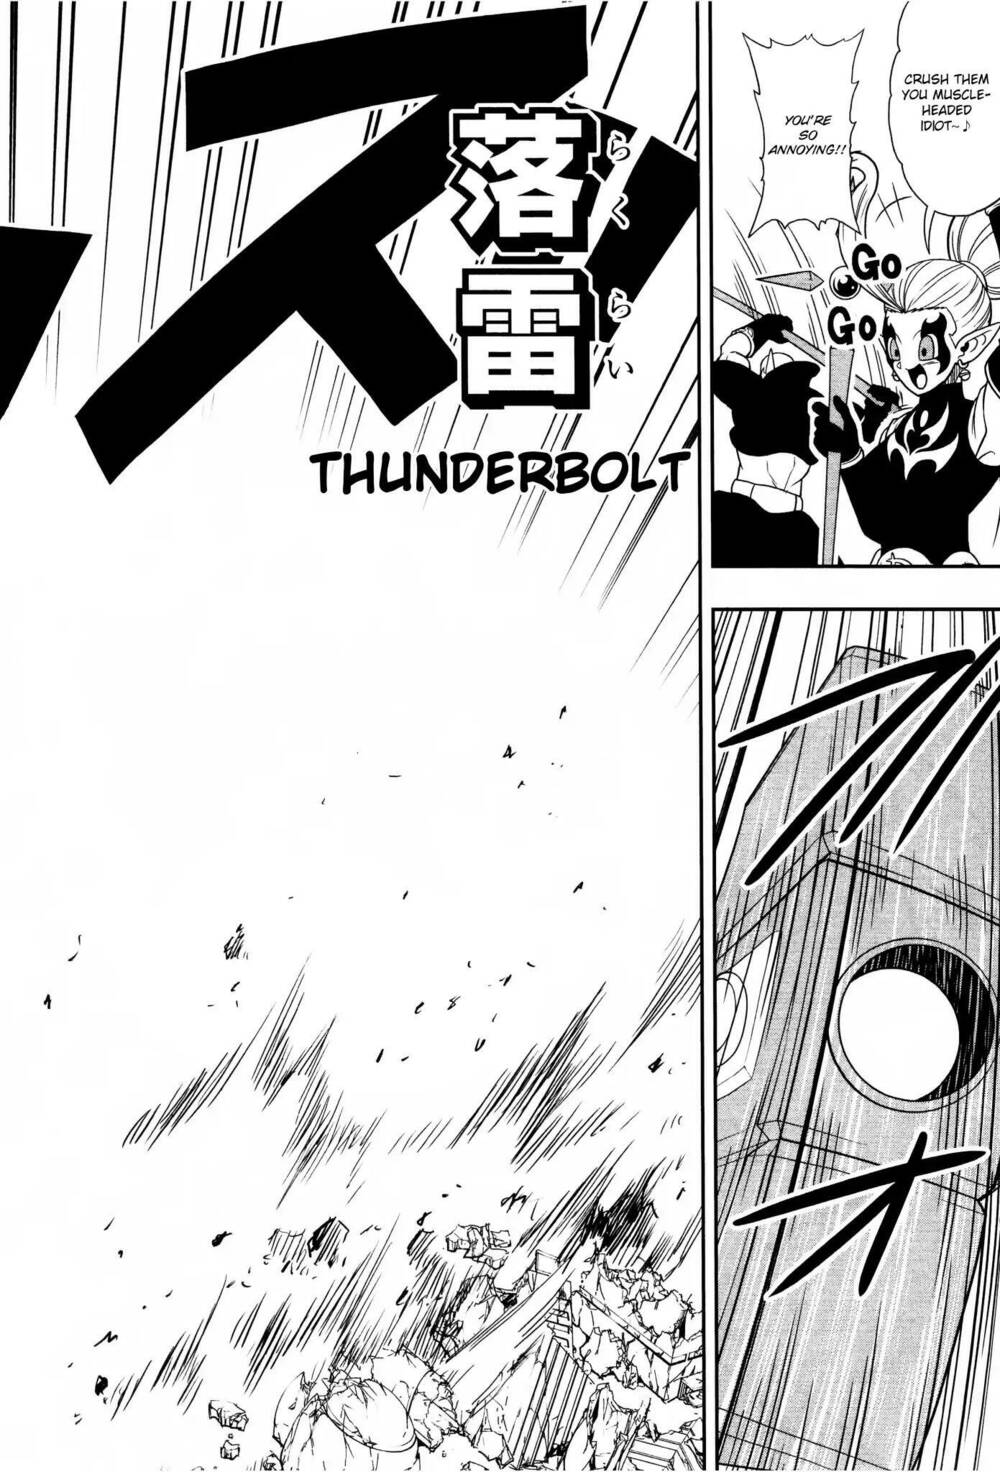 CRUSH THEM
YOU MUSCLE-
HEADED
IDIOT~♪
YOU'RE
SO
ANNOYING!!
Go
Go
落雷
らくらい
THUNDERBOLT
ズ